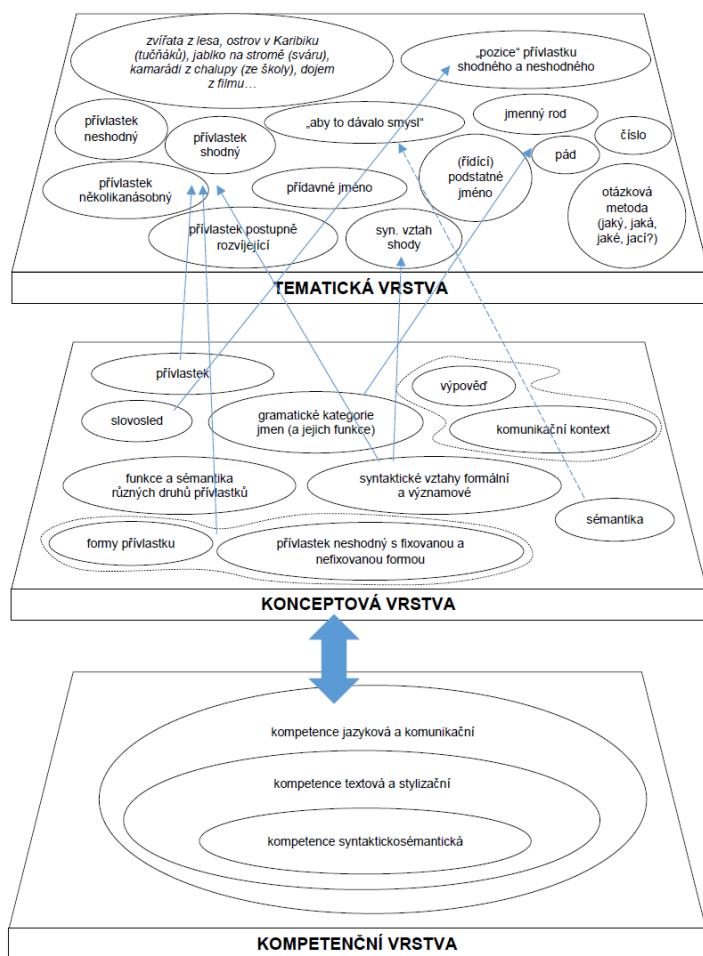 zvířata z lesa, ostrov v Karibiku
(tučňáků), jablko na stromě (sváru),
kamarádi z chalupy (ze školy), dojem
z filmu…
„pozice“ přívlastku
shodného a neshodného
přívlastek
neshodný
přívlastek
shodný
„aby to dávalo smysl“
jmenný rod
číslo
pád
(řídící)
podstatné
jméno
přívlastek
několikanásobný
přídavné jméno
otázková
metoda
(jaký, jaká,
jaké, jací?)
přívlastek postupně
rozvíjející
syn. vztah
shody
TEMATICKÁ VRSTVA
přívlastek
výpověď
slovosled
gramatické kategorie
jmen (a jejich funkce)
komunikační kontext
funkce a sémantika
různých druhů přívlastků
syntaktické vztahy formální
a významové
sémantika
formy přívlastku
přívlastek neshodný s fixovanou a
nefixovanou formou
KONCEPTOVÁ VRSTVA
kompetence jazyková a komunikační
kompetence textová a stylizační
kompetence syntaktickosémantická
KOMPETENČNÍ VRSTVA